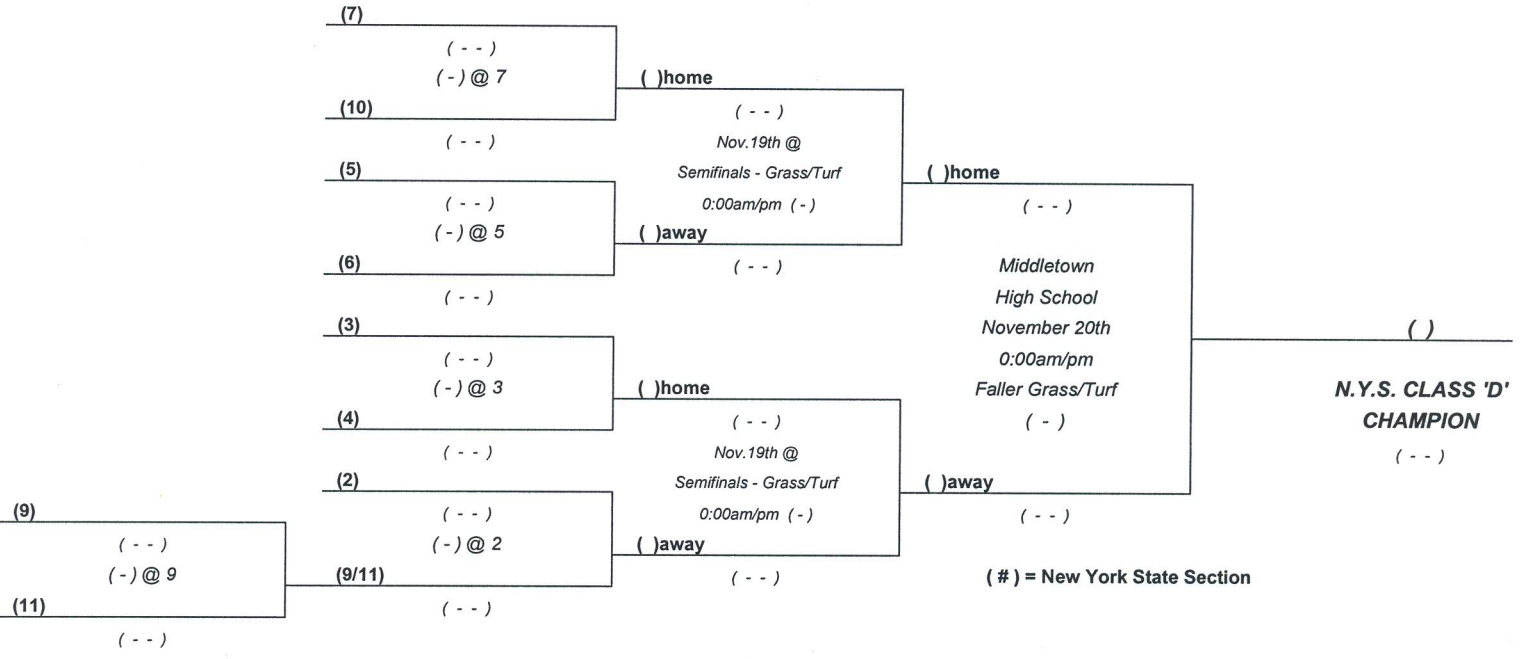 (7)
( - - )
( - ) @ 7
(10)
( - - )
(5)
( - - )
( - ) @ 5
(6)
( - - )
(3)
( - - )
( - ) @ 3
(4)
( - - )
(2)
( - - )
( - ) @ 2
(9/11)
( - - )
(9)
( - - )
( - ) @ 9
(11)
( - - )
( )home
( - - )
Nov.19th @
Semifinals - Grass/Turf
0:00am/pm ( - )
( )away
( - - )
( )home
( - - )
Nov.19th @
Semifinals - Grass/Turf
0:00am/pm ( - )
( )away
( - - )
( )home
( - - )
Middletown
High School
November 20th
0:00am/pm
Faller Grass/Turf
( - )
( )away
( - - )
( # ) = New York State Section
( )
N.Y.S. CLASS 'D'
CHAMPION
( - - )